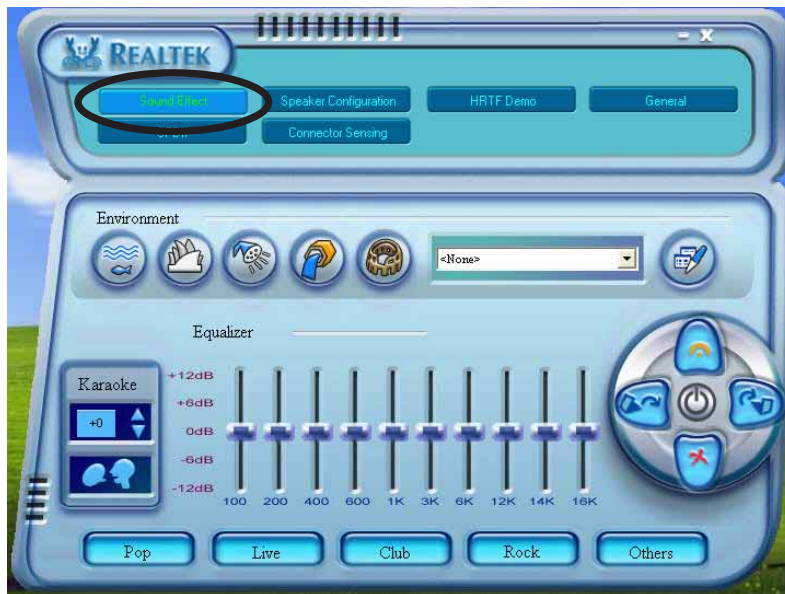 REALTEK
- X
Sound Effect Speaker Configuration HRTF Demo General
Connector Sensing
Environment
<None>
Equalizer
Karaoke
+0
+12dB
+6dB
0dB
-6dB
-12dB
100 200 400 600 1K 3K 6K 12K 14K 16K
Pop Live Club Rock Others